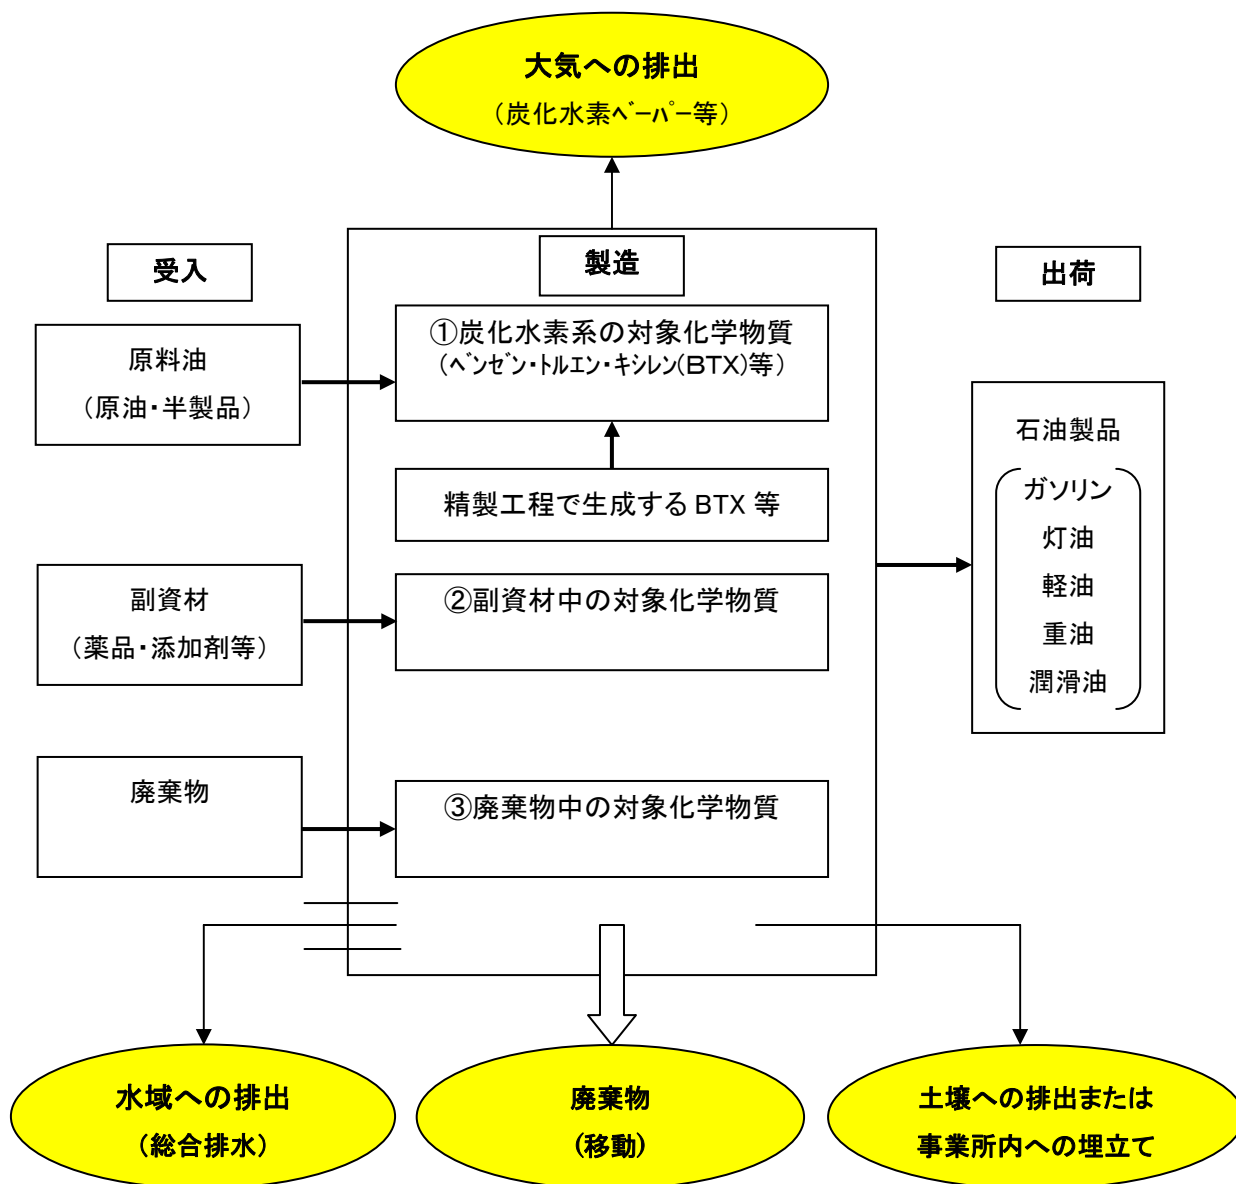 大気への排出
（炭化水素ﾍﾞｰﾊﾟｰ等）
受入
製造
出荷
原料油
（原油・半製品）
①炭化水素系の対象化学物質
（ﾍﾞﾝｾﾞﾝ・ﾄﾙｴﾝ・ｷｼﾚﾝ(BTX)等）
精製工程で生成する BTX 等
石油製品
ガソリン
灯油
軽油
重油
潤滑油
副資材
（薬品・添加剤等）
②副資材中の対象化学物質
廃棄物
③廃棄物中の対象化学物質
水域への排出
（総合排水）
廃棄物
(移動)
土壌への排出または
事業所内への埋立て